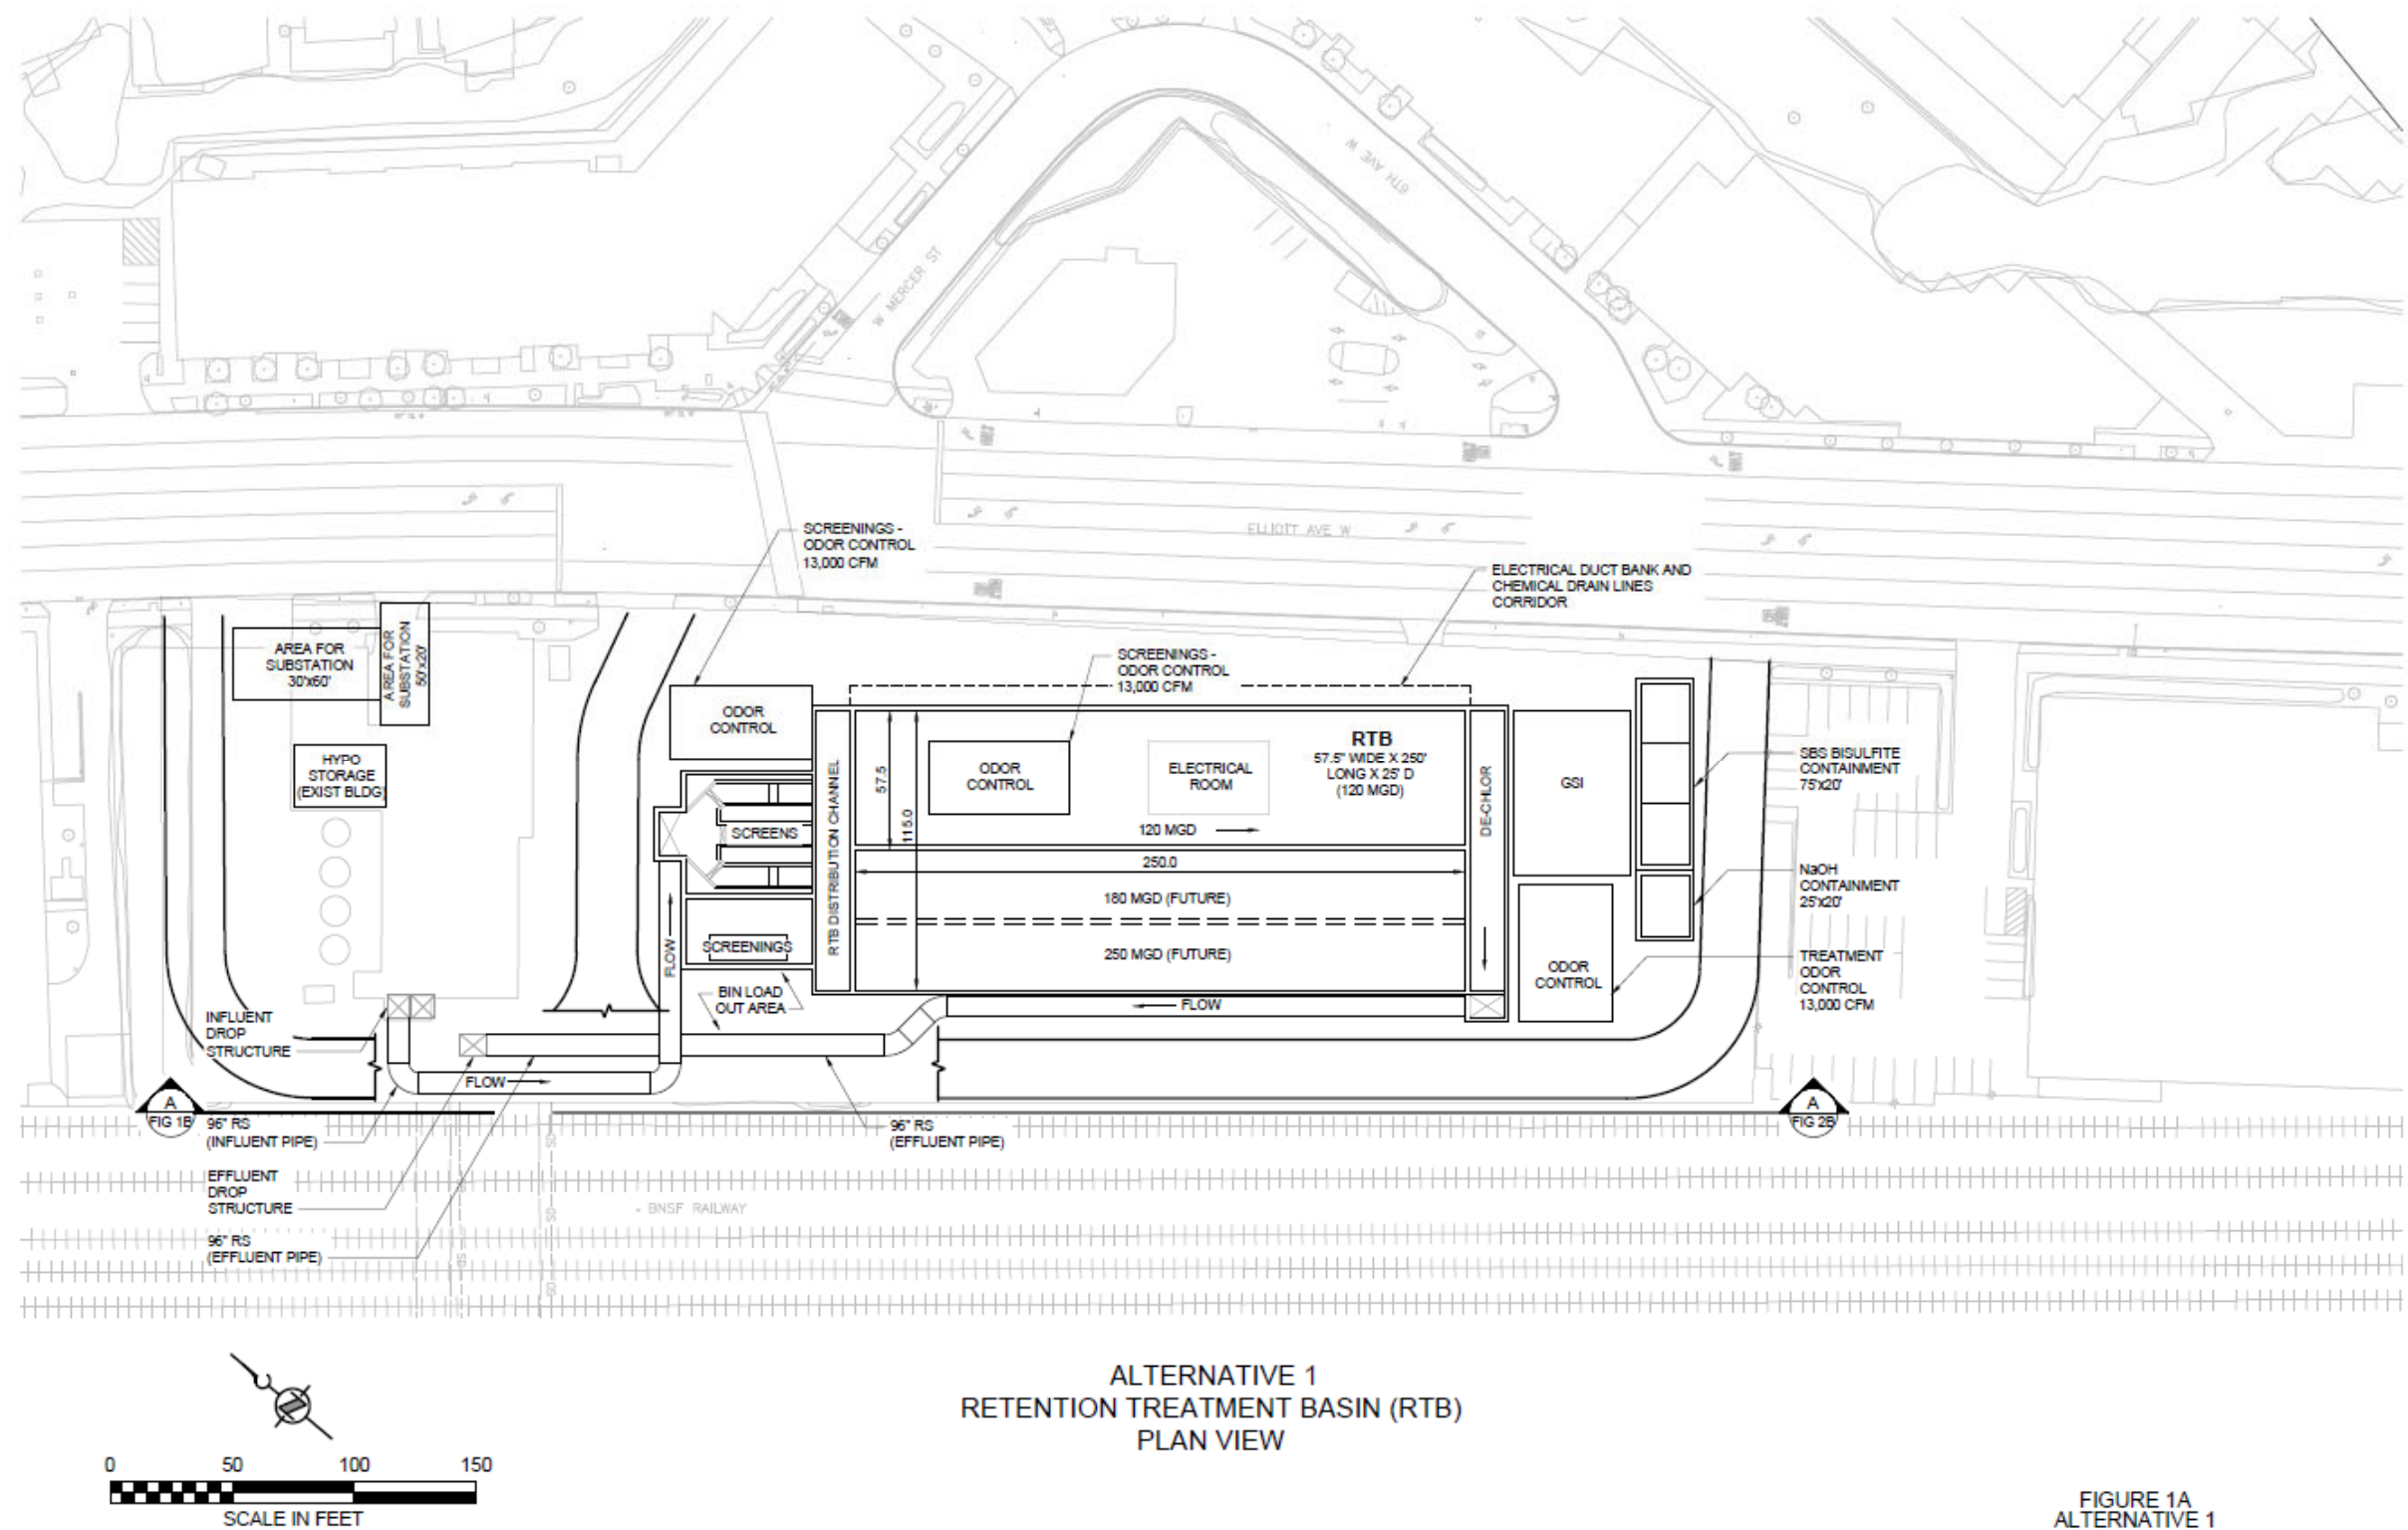 6TH AVE W
W MERCER ST
ELLIOTT AVE W
SCREENINGS -
ODOR CONTROL
13,000 CFM
ELECTRICAL DUCT BANK AND
CHEMICAL DRAIN LINES
CORRIDOR
AREA FOR
SUBSTATION
30'x60'
AREA FOR
SUBSTATION
50'x20'
SCREENINGS -
ODOR CONTROL
13,000 CFM
ODOR
CONTROL
HYPO
STORAGE
(EXIST BLDG)
RTB DISTRIBUTION CHANNEL
57.5
115.0
ODOR
CONTROL
ELECTRICAL
ROOM
RTB
57.5" WIDE X 250'
LONG X 25' D
(120 MGD)
DE-CHLOR
GSI
SBS BISULFITE
CONTAINMENT
75'x20'
SCREENS
120 MGD
250.0
180 MGD (FUTURE)
NaOH
CONTAINMENT
25'x20'
FLOW
SCREENINGS
250 MGD (FUTURE)
ODOR
CONTROL
TREATMENT
ODOR
CONTROL
13,000 CFM
BIN LOAD
OUT AREA
FLOW
INFLUENT
DROP
STRUCTURE
FLOW
A
FIG 1B
96" RS
(INFLUENT PIPE)
96" RS
(EFFLUENT PIPE)
A
FIG 2B
EFFLUENT
DROP
STRUCTURE
SD
SD
BNSF RAILWAY
96" RS
(EFFLUENT PIPE)
SD
SD
ALTERNATIVE 1
RETENTION TREATMENT BASIN (RTB)
PLAN VIEW
0 50 100 150
SCALE IN FEET
FIGURE 1A
ALTERNATIVE 1